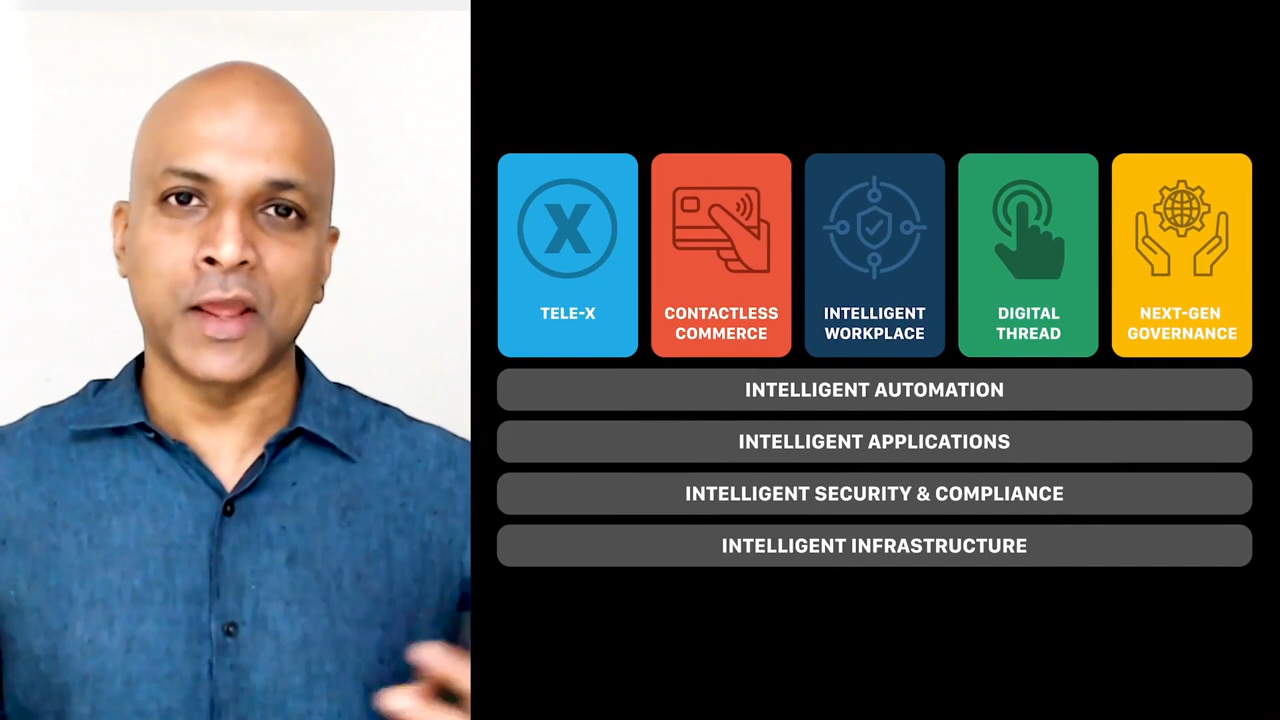 X
TELE-X
CONTACTLESS
COMMERCE
INTELLIGENT
WORKPLACE
DIGITAL
THREAD
NEXT-GEN
GOVERNANCE
INTELLIGENT AUTOMATION
INTELLIGENT APPLICATIONS
INTELLIGENT SECURITY & COMPLIANCE
INTELLIGENT INFRASTRUCTURE